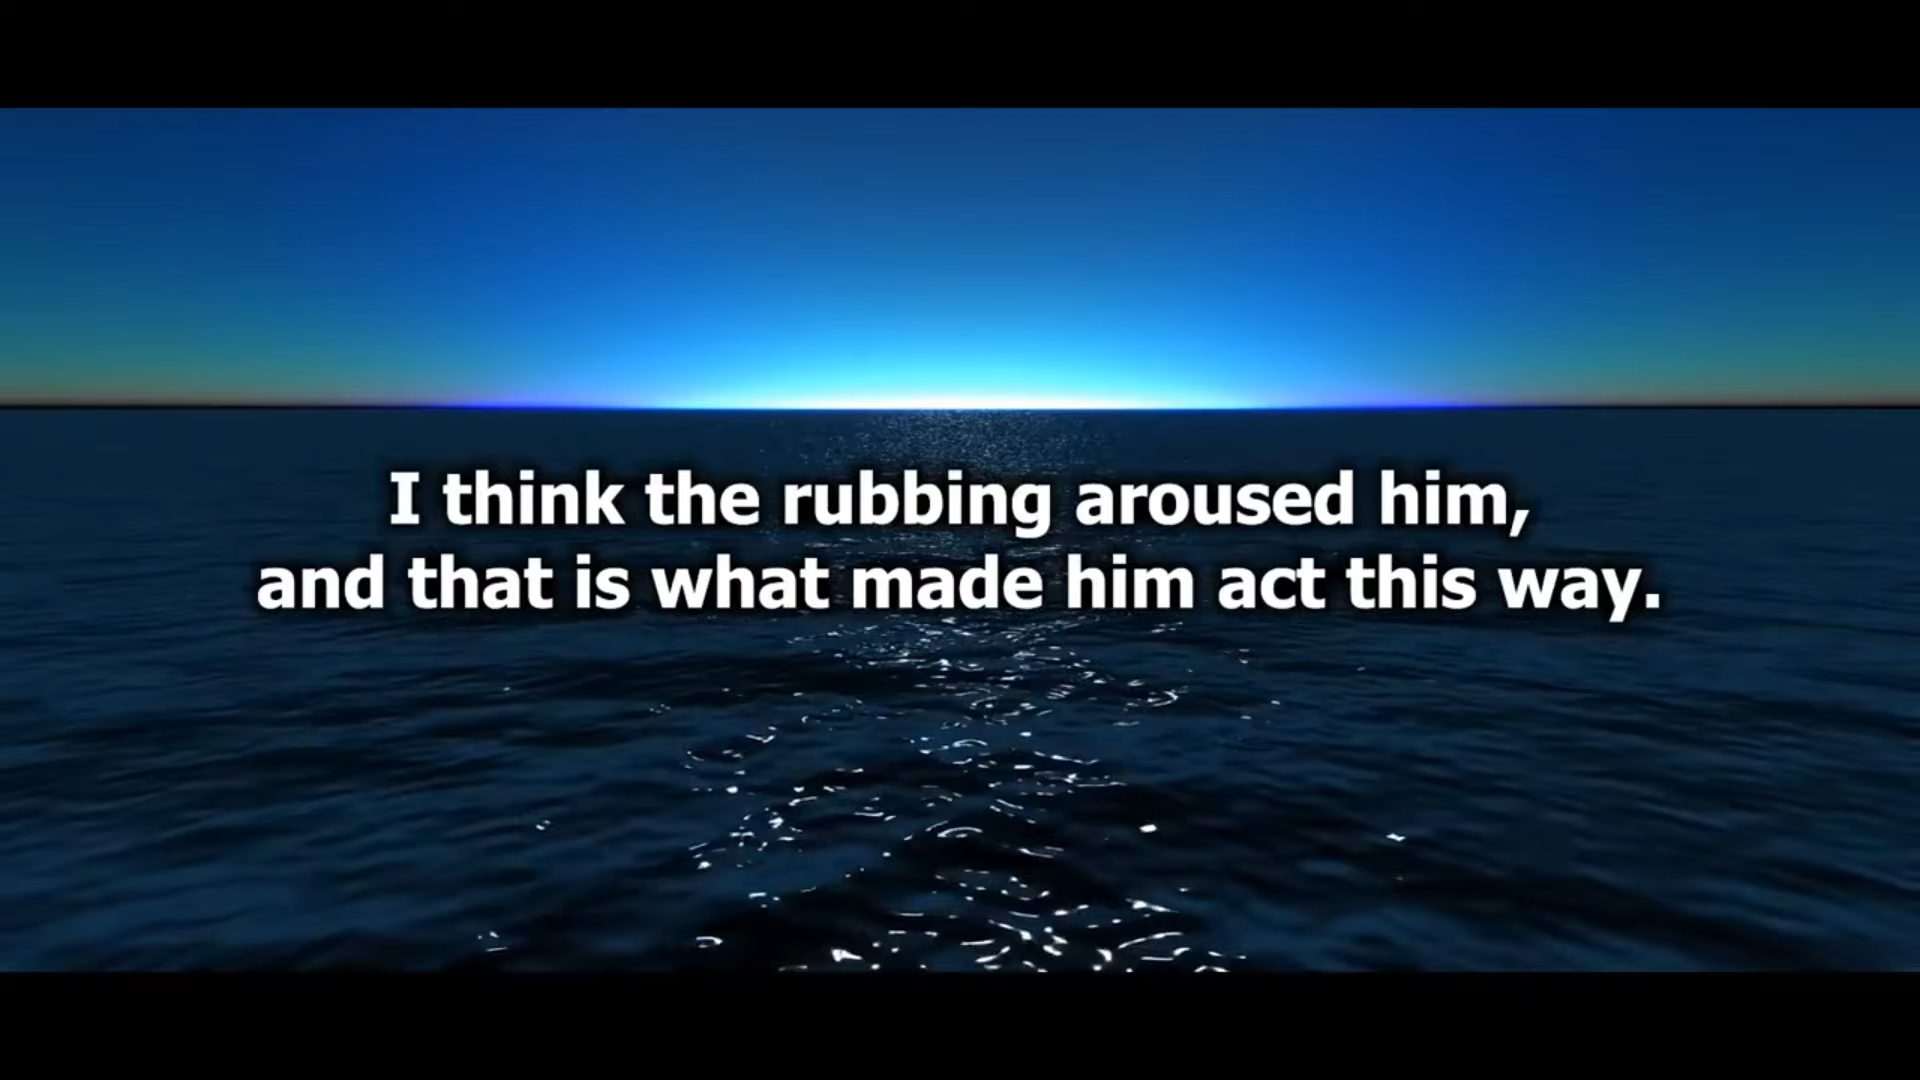 I think the rubbing aroused him,
and that is what made him act this way.